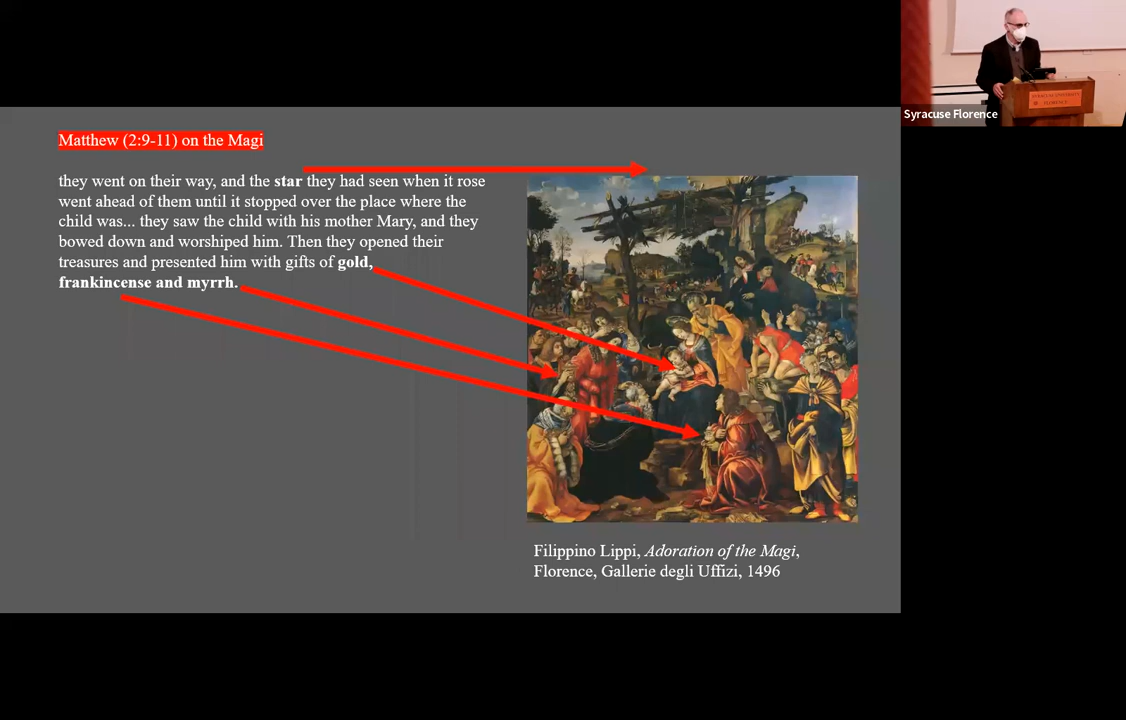 Matthew (2:9-11) on the Magi
they went on their way, and the star they had seen when it rose
went ahead of them until it stopped over the place where the
child was... they saw the child with his mother Mary, and they
bowed down and worshiped him. Then they opened their
treasures and presented him with gifts of gold,
frankincense and myrrh.
Filippino Lippi, Adoration of the Magi,
Florence, Gallerie degli Uffizi, 1496
SYRACUSE UNIVERSITY
FLORENCE
Syracuse Florence